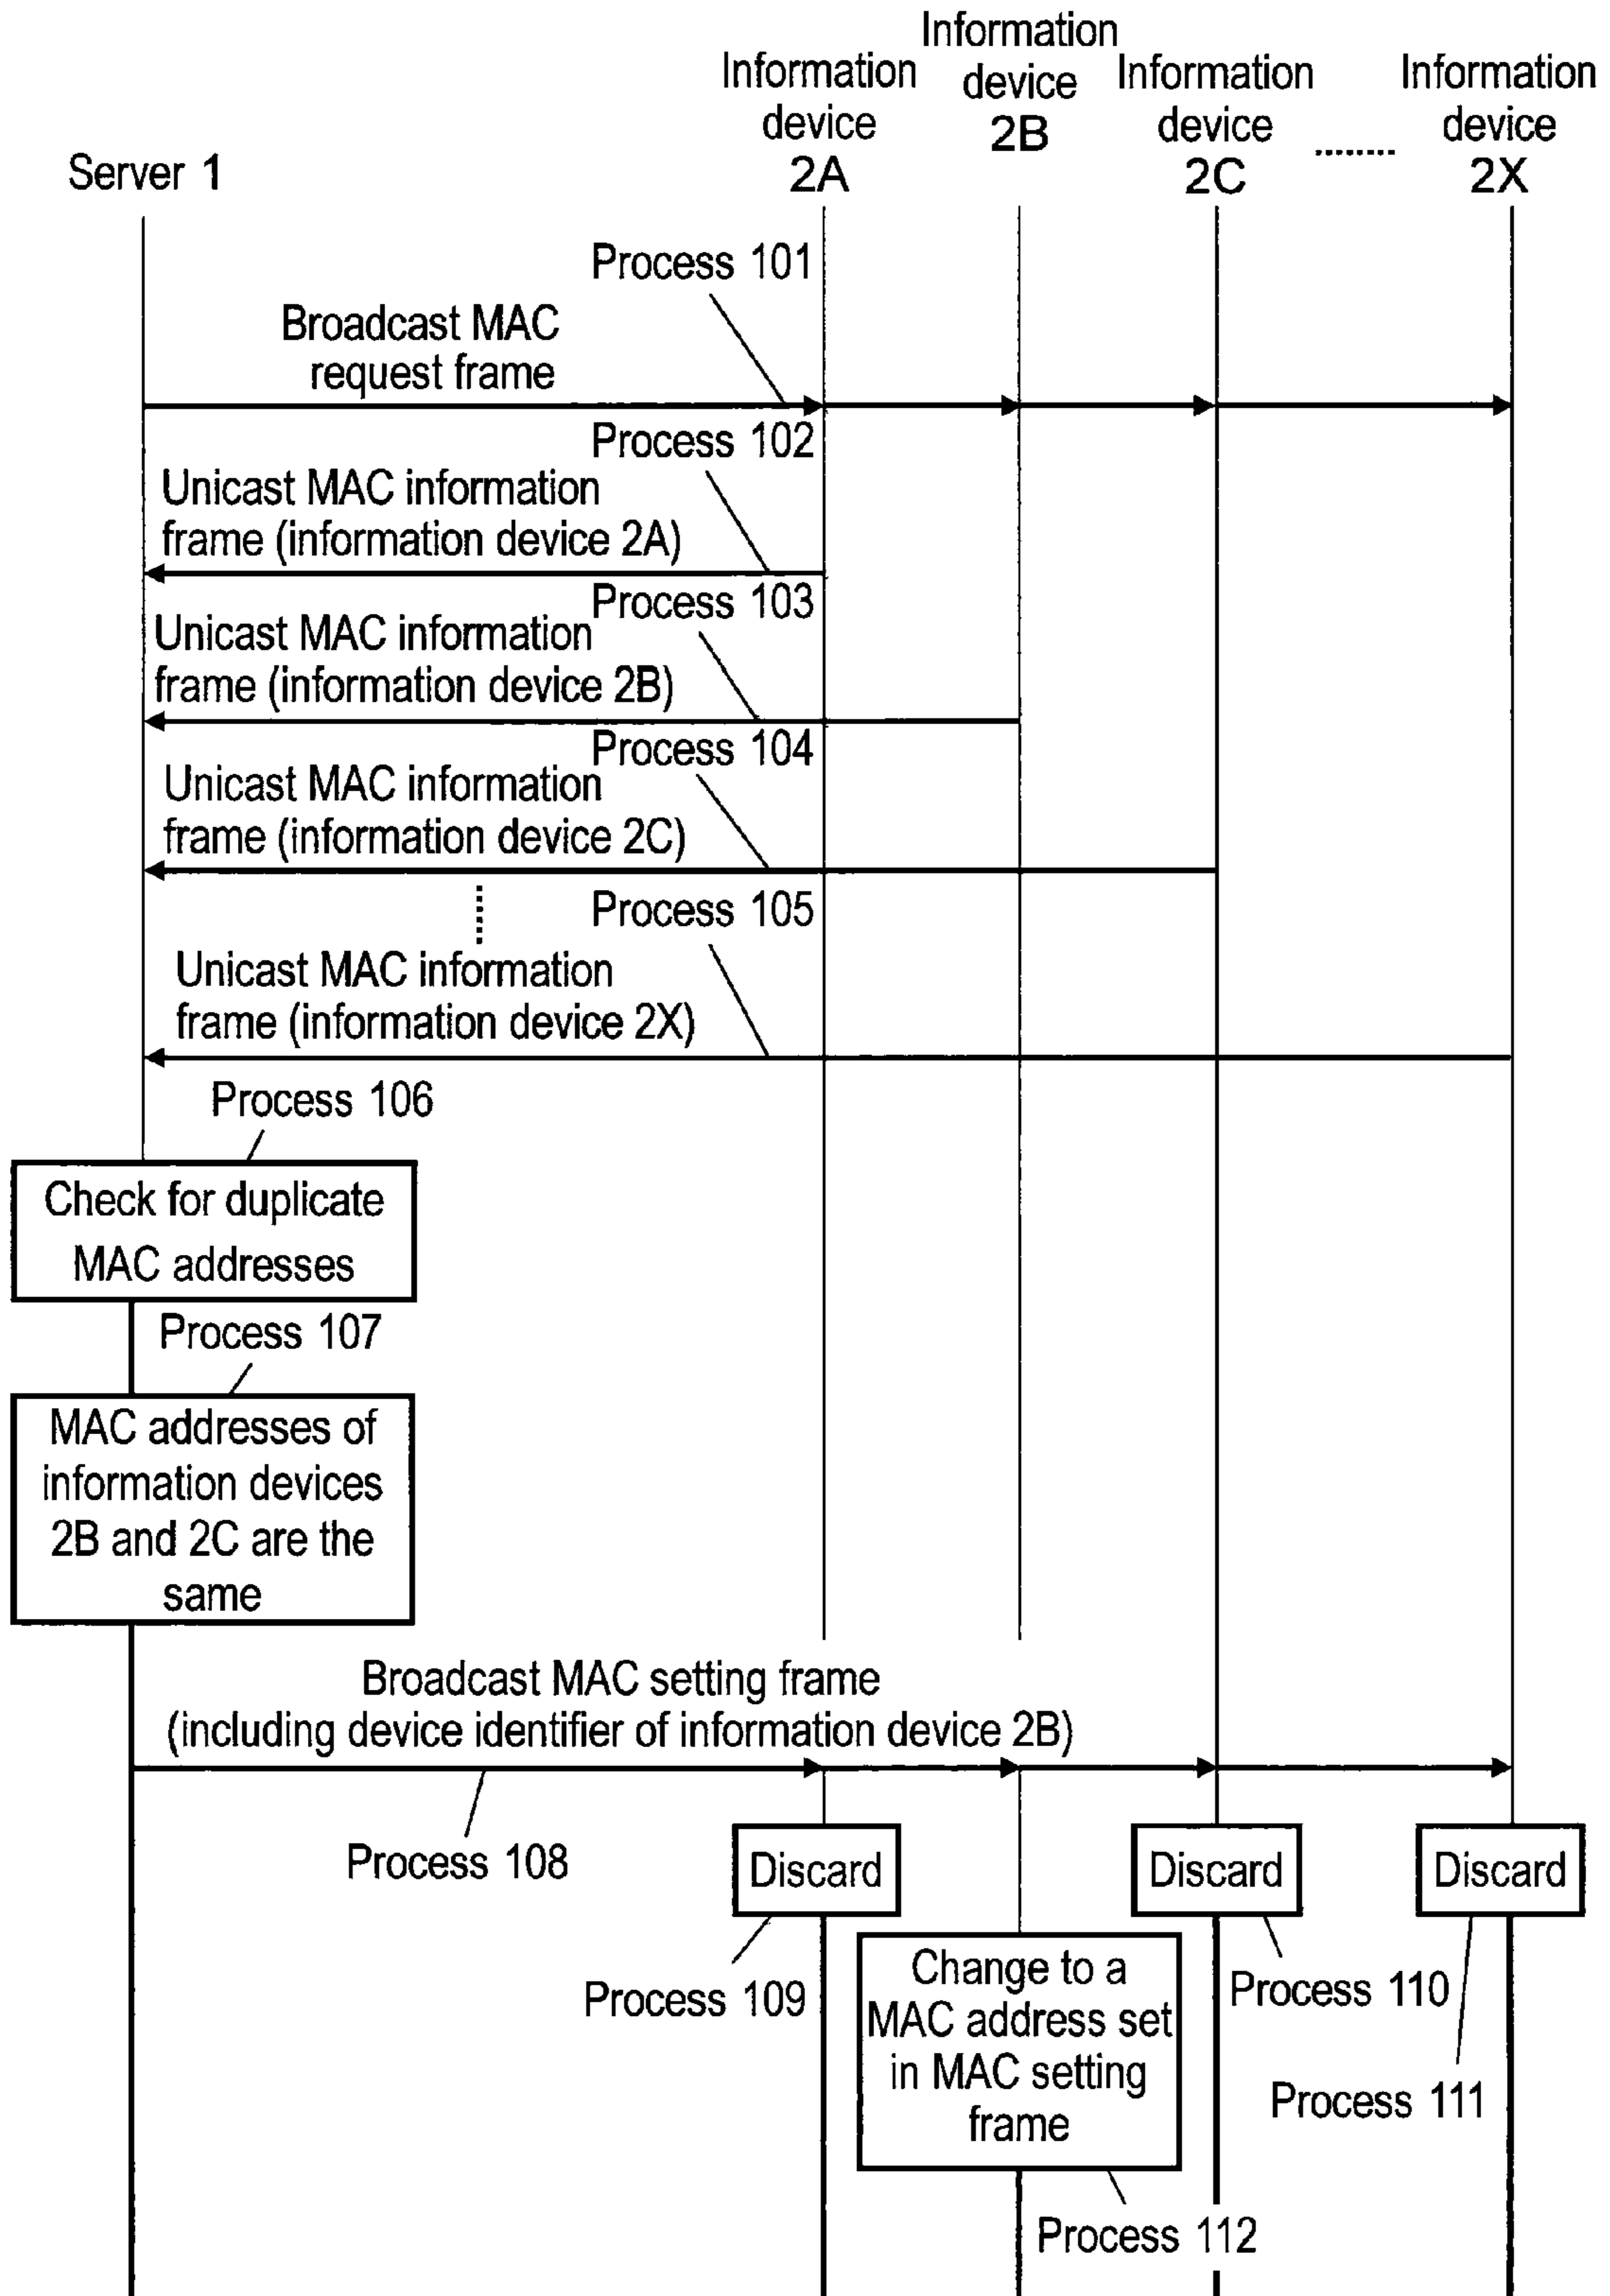 Server 1
Information
device
2A
Information
device
2B
Information
device
2C
........
Information
device
2X
Process 101
Broadcast MAC
request frame
Process 102
Unicast MAC information
frame (information device 2A)
Process 103
Unicast MAC information
frame (information device 2B)
Process 104
Unicast MAC information
frame (information device 2C)
Process 105
Unicast MAC information
frame (information device 2X)
Process 106
Check for duplicate
MAC addresses
Process 107
MAC addresses of
information devices
2B and 2C are the
same
Broadcast MAC setting frame
(including device identifier of information device 2B)
Process 108
Discard
Discard
Discard
Process 109
Change to a
MAC address set
in MAC setting
frame
Process 110
Process 111
Process 112